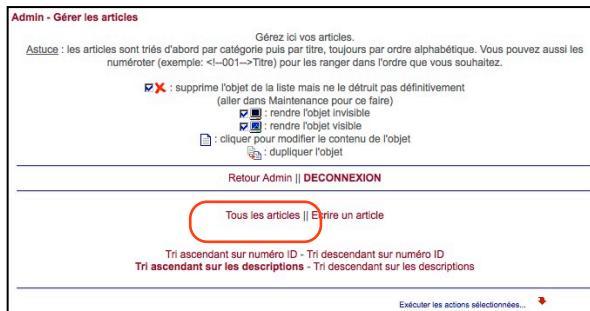 Admin - Gérer les articles
Gérez ici vos articles.
Astuce : les articles sont triés d'abord par catégorie puis par titre, toujours par ordre alphabétique. Vous pouvez aussi les
numéroter (exemple: <!--001-->Titre) pour les ranger dans l'ordre que vous souhaitez.
: supprime l'objet de la liste mais ne le détruit pas définitivement
(aller dans Maintenance pour ce faire)
: rendre l'objet invisible
: rendre l'objet visible
: cliquer pour modifier le contenu de l'objet
: dupliquer l'objet
Retour Admin || DECONNEXION
Tous les articles || Ecrire un article
Tri ascendant sur numéro ID - Tri descendant sur numéro ID
Tri ascendant sur les descriptions - Tri descendant sur les descriptions
Exécuter les actions sélectionnées...